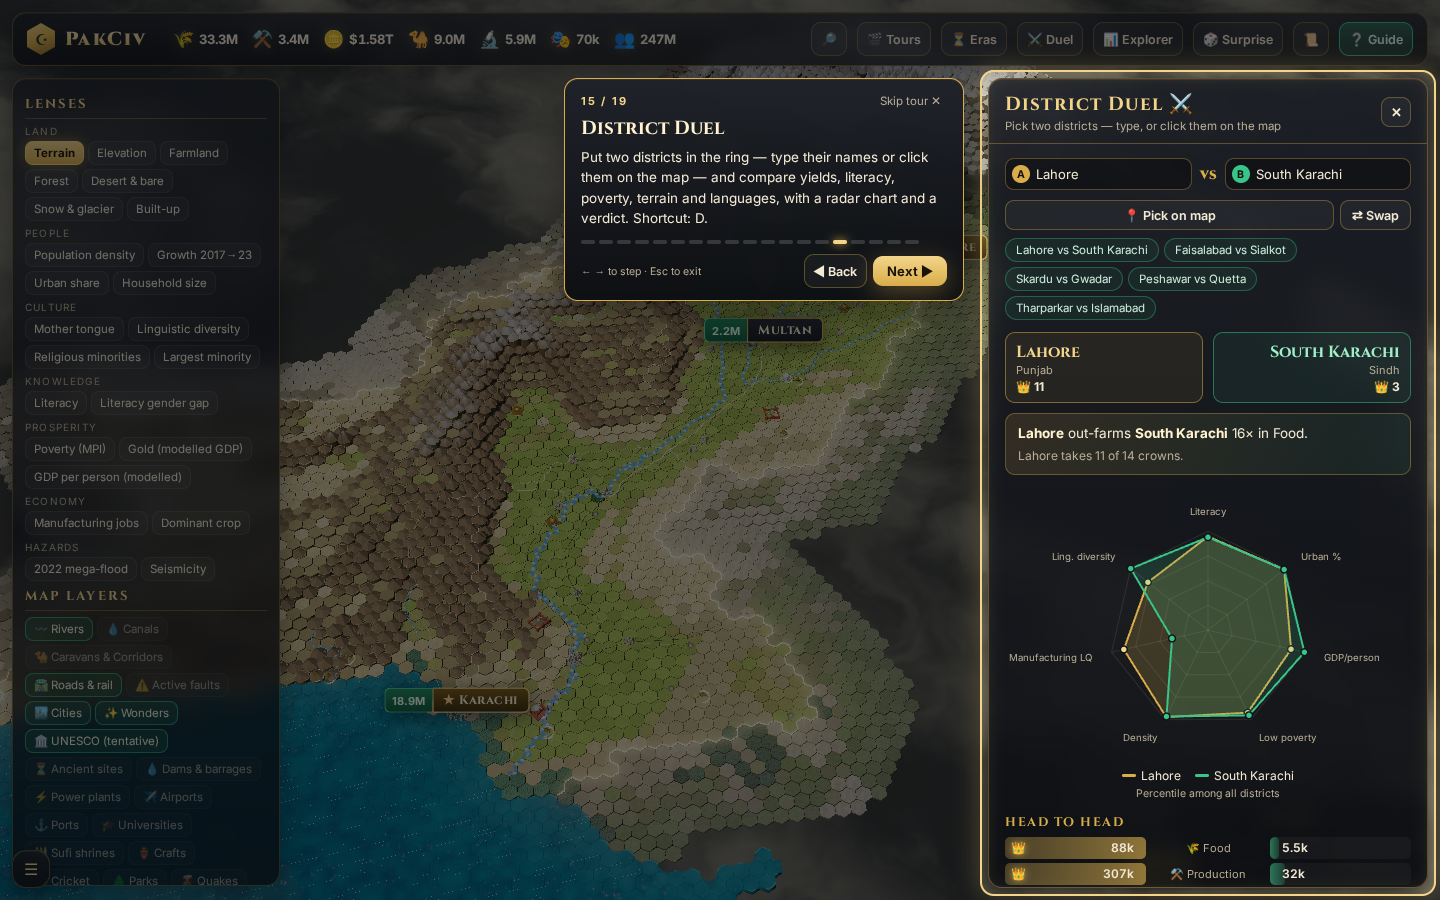 PakCiv
33.3M
3.4M
$1.58T
9.0M
5.9M
70k
247M
Tours
Eras
Duel
Explorer
Surprise
? Guide
LENSES
LAND
Terrain
Elevation
Farmland
Forest
Desert & bare
Snow & glacier
Built-up
PEOPLE
Population density
Growth 2017→23
Urban share
Household size
CULTURE
Mother tongue
Linguistic diversity
Religious minorities
Largest minority
KNOWLEDGE
Literacy
Literacy gender gap
PROSPERITY
Poverty (MPI)
Gold (modelled GDP)
GDP per person (modelled)
ECONOMY
Manufacturing jobs
Dominant crop
HAZARDS
2022 mega-flood
Seismicity
MAP LAYERS
Rivers
Canals
Caravans & Corridors
Roads & rail
Active faults
Cities
Wonders
UNESCO (tentative)
Ancient sites
Dams & barrages
Power plants
Airports
Ports
Universities
Sufi shrines
Crafts
Cricket
Parks
Quakes
15 / 19
Skip tour ✕
District Duel
Put two districts in the ring — type their names or click
them on the map — and compare yields, literacy,
poverty, terrain and languages, with a radar chart and a
verdict. Shortcut: D.
← → to step · Esc to exit
◀ Back
Next ▶
2.2M
Multan
18.9M
★ Karachi
District Duel ⚔️
Pick two districts — type, or click them on the map
✕
A Lahore
vs
B South Karachi
📍 Pick on map
⇄ Swap
Lahore vs South Karachi
Faisalabad vs Sialkot
Skardu vs Gwadar
Peshawar vs Quetta
Tharparkar vs Islamabad
Lahore
Punjab
👑 11
South Karachi
Sindh
👑 3
Lahore out-farms South Karachi 16× in Food.
Lahore takes 11 of 14 crowns.
Literacy
Ling. diversity
Urban %
Manufacturing LQ
GDP/person
Density
Low poverty
Lahore
South Karachi
Percentile among all districts
HEAD TO HEAD
88k
Food
5.5k
307k
Production
32k